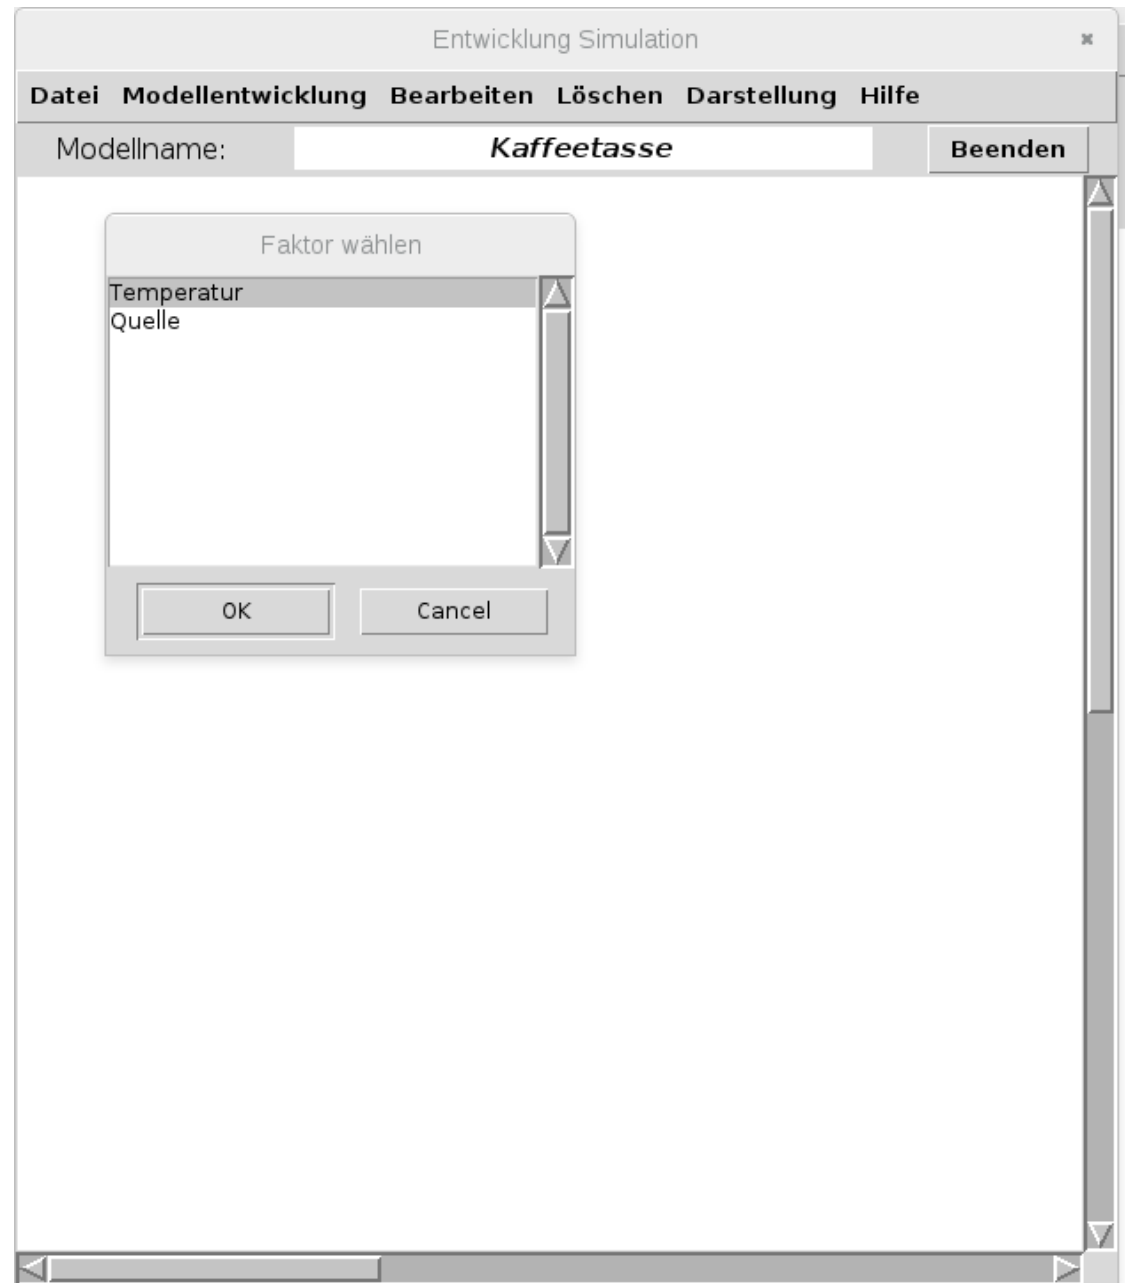 Entwicklung Simulation
Datei Modellentwicklung Bearbeiten Löschen Darstellung Hilfe
Modellname: Kaffeetasse Beenden
Faktor wählen
Temperatur
Quelle
OK Cancel